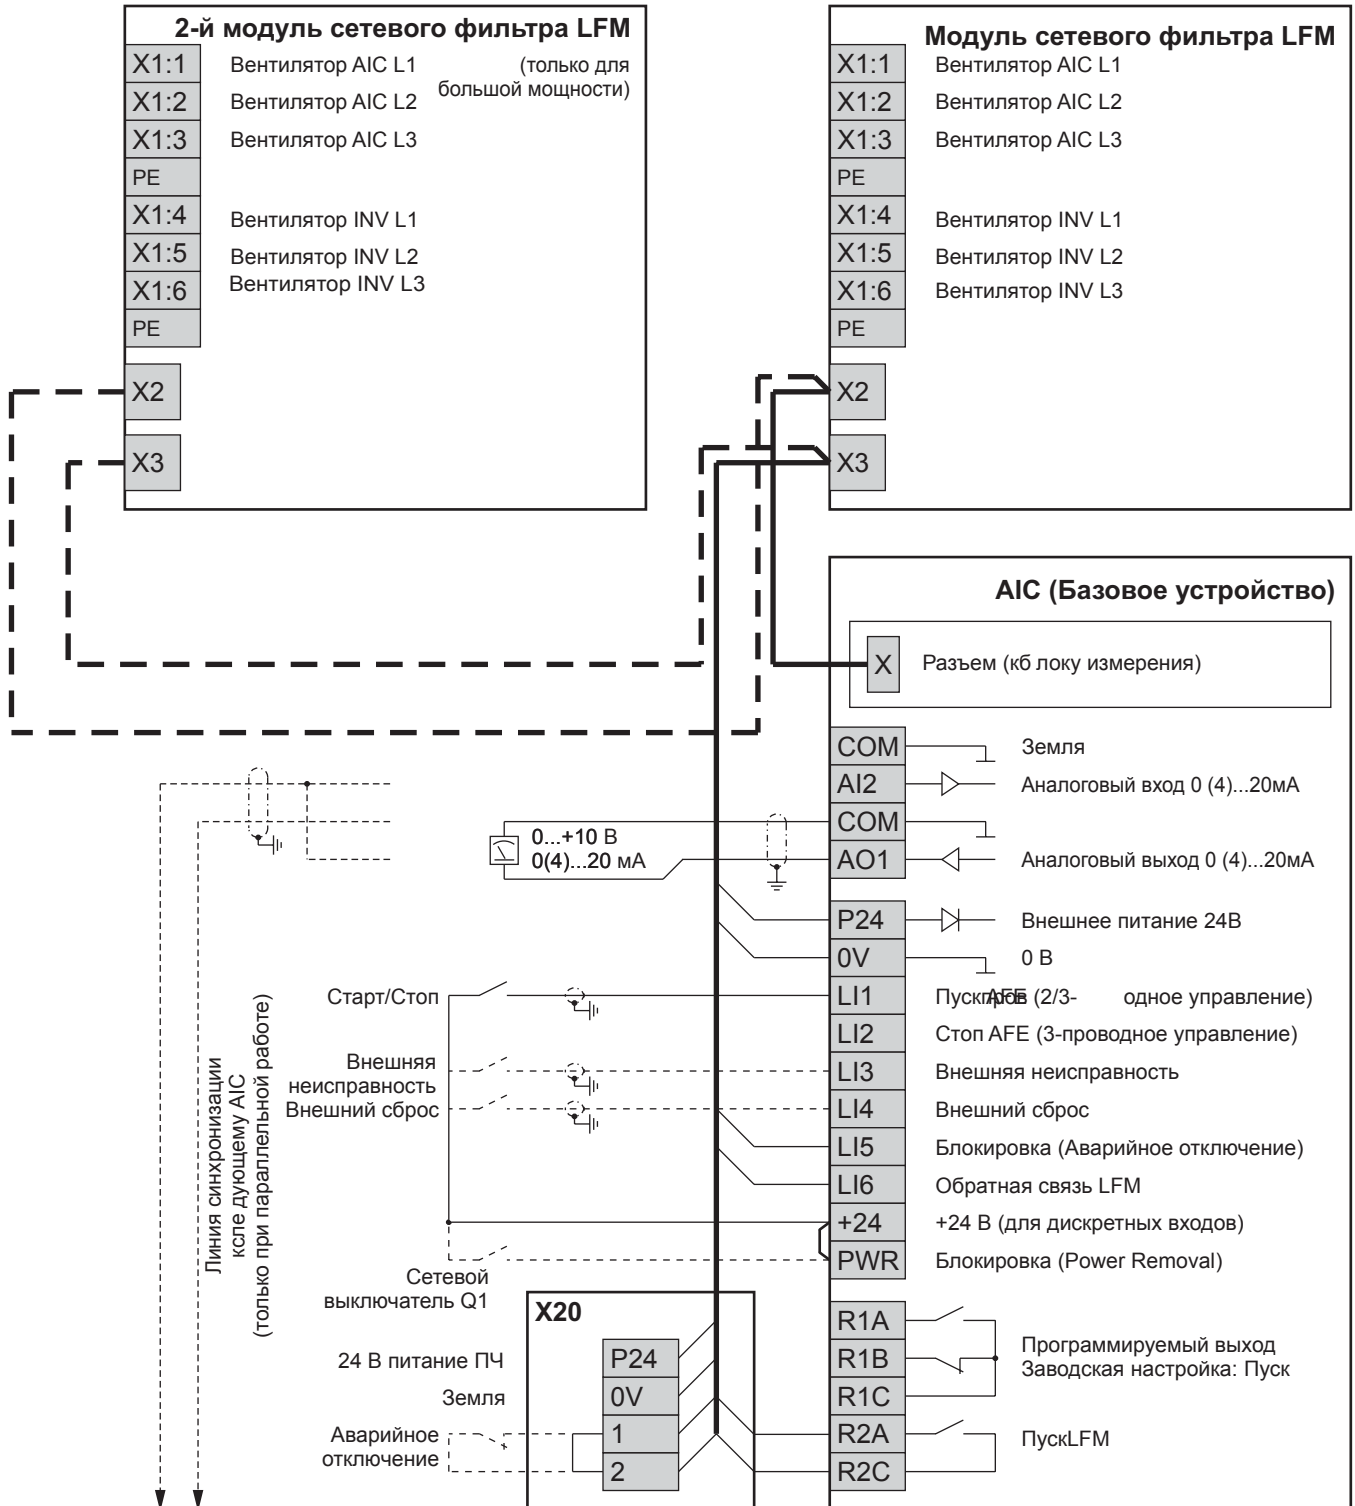 2-й модуль сетевого фильтра LFM
X1:1 Вентилятор AIC L1 (только для
большой мощности)
X1:2 Вентилятор AIC L2
X1:3 Вентилятор AIC L3
PE
X1:4 Вентилятор INV L1
X1:5 Вентилятор INV L2
X1:6 Вентилятор INV L3
PE
X2
X3
Модуль сетевого фильтра LFM
X1:1 Вентилятор AIC L1
X1:2 Вентилятор AIC L2
X1:3 Вентилятор AIC L3
PE
X1:4 Вентилятор INV L1
X1:5 Вентилятор INV L2
X1:6 Вентилятор INV L3
PE
X2
X3
AIC (Базовое устройство)
X Разъем (кб локу измерения)
COM Земля
AI2 Аналоговый вход 0 (4)...20мА
COM
0...+10 В
0(4)...20 мА
AO1 Аналоговый выход 0 (4)...20мА
P24 Внешнее питание 24В
0V 0 В
Старт/Стоп
LI1 Пуск AFE (2/3-пров одное управление)
LI2 Стоп AFE (3-проводное управление)
Внешняя
неисправность
LI3 Внешняя неисправность
Внешний сброс
LI4 Внешний сброс
LI5 Блокировка (Аварийное отключение)
LI6 Обратная связь LFM
+24 +24 В (для дискретных входов)
PWR Блокировка (Power Removal)
Сетевой
выключатель Q1
Линия синхронизации
ксле дующему AIC
(только при параллельной работе)
X20
24 В питание ПЧ P24
Земля 0V
Аварийное
отключение
1
2
R1A
R1B
R1C
Программируемый выход
Заводская настройка: Пуск
R2A
R2C
ПускLFM